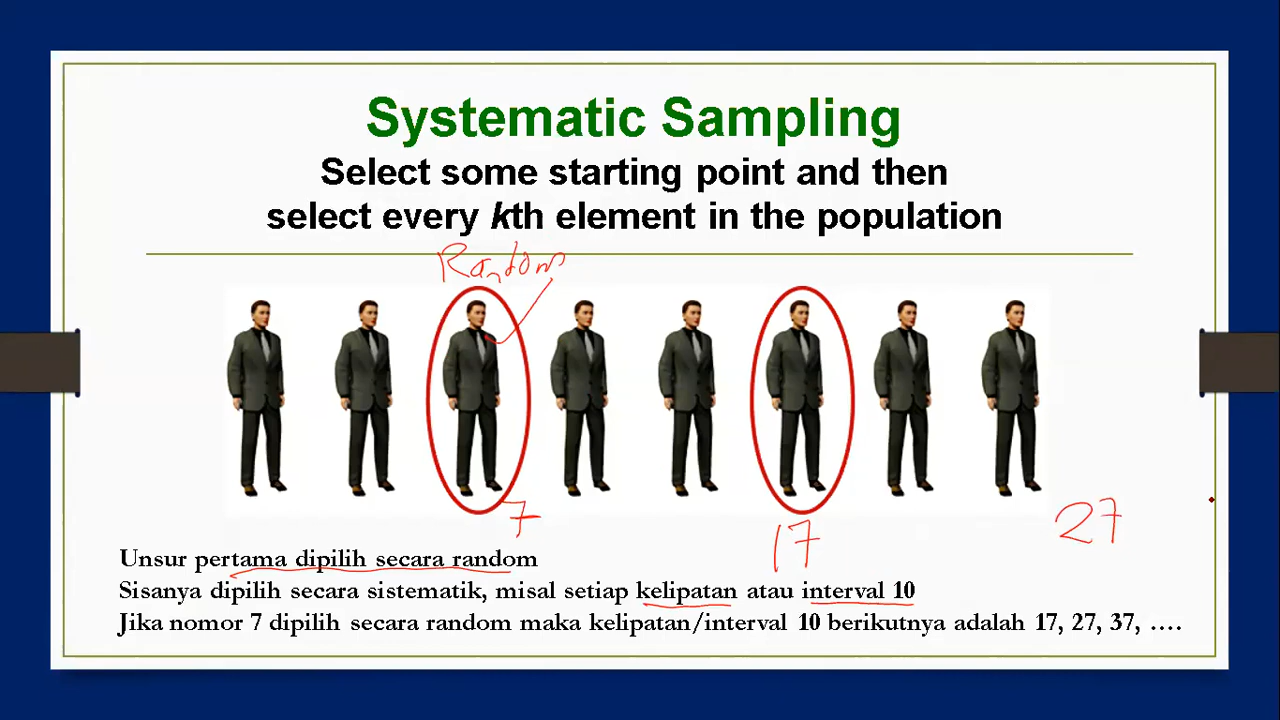 Systematic Sampling
Select some starting point and then
select every kth element in the population
Random
7
17
27
Unsur pertama dipilih secara random
Sisanya dipilih secara sistematik, misal setiap kelipatan atau interval 10
Jika nomor 7 dipilih secara random maka kelipatan/interval 10 berikutnya adalah 17, 27, 37, ….